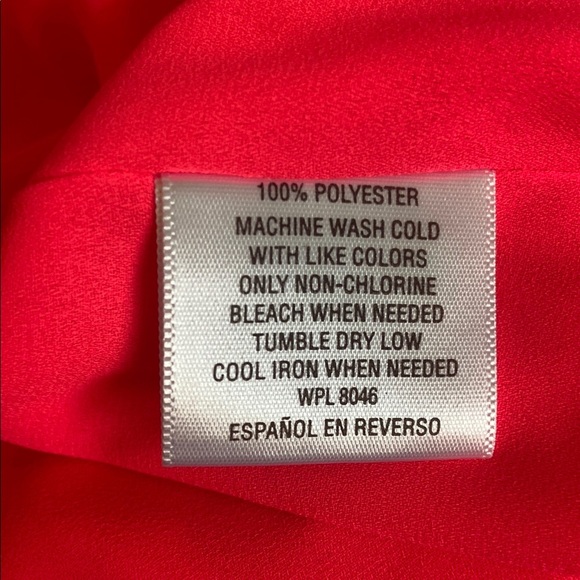 100% POLYESTER
MACHINE WASH COLD
WITH LIKE COLORS
ONLY NON-CHLORINE
BLEACH WHEN NEEDED
TUMBLE DRY LOW
COOL IRON WHEN NEEDED
WPL 8046
ESPAÑOL EN REVERSO